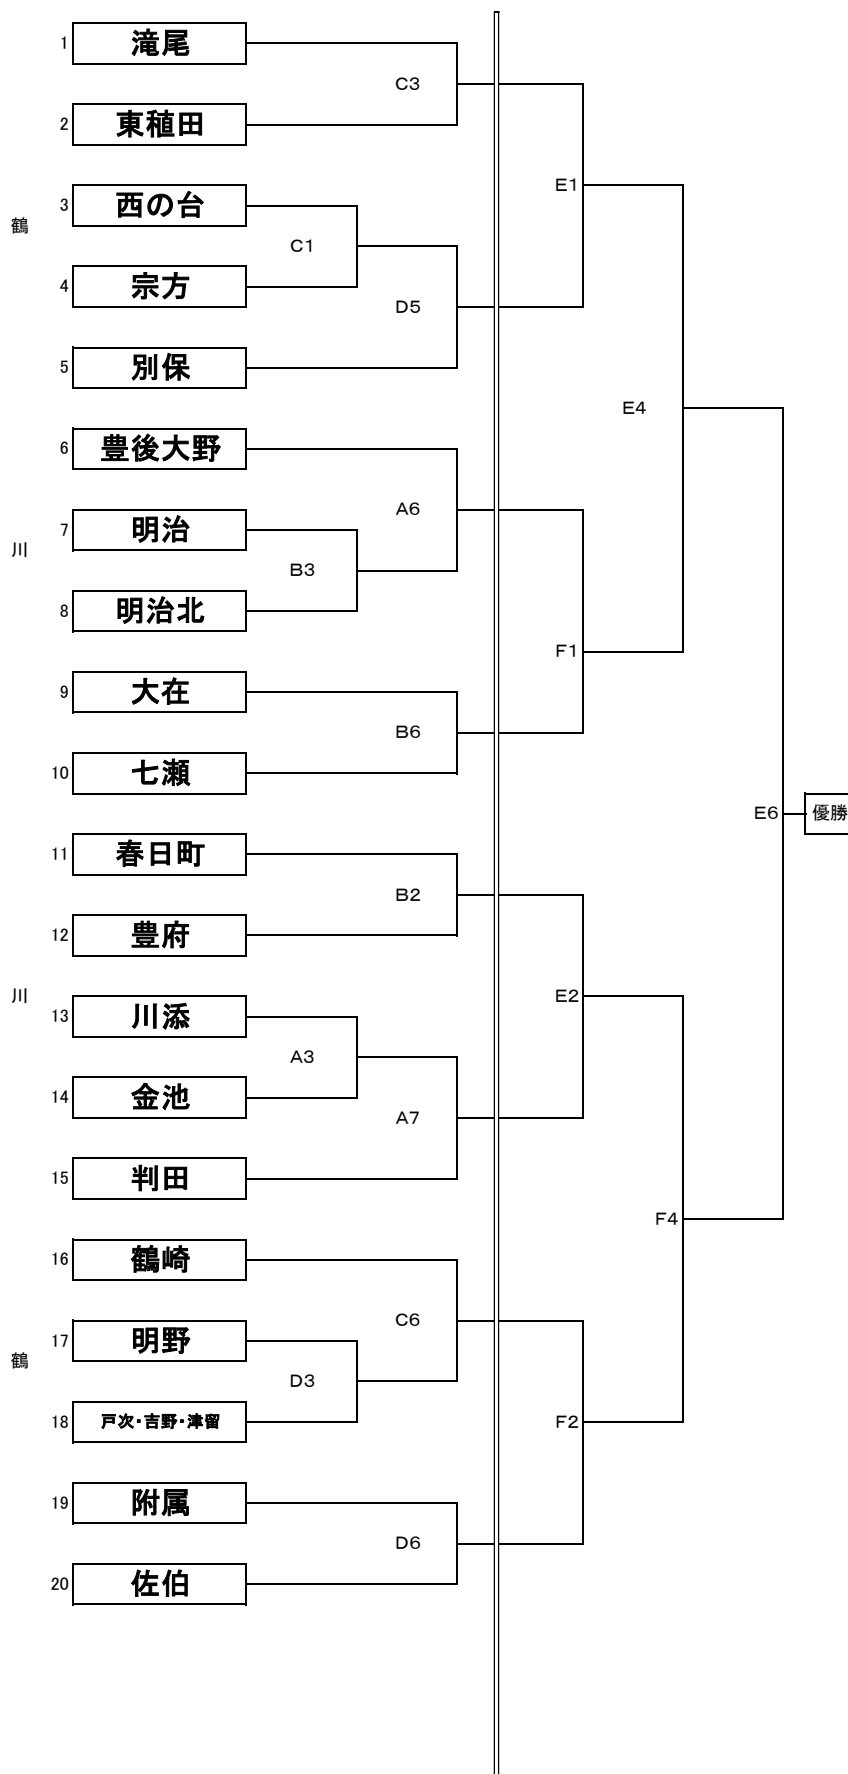 1 滝尾
C3
2 東稙田
E1
3 西の台
鶴
C1
4 宗方
D5
5 別保
E4
6 豊後大野
A6
7 明治
川
B3
8 明治北
F1
9 大在
B6
10 七瀬
E6 優勝
11 春日町
B2
12 豊府
川
E2
13 川添
A3
14 金池
A7
15 判田
F4
16 鶴崎
C6
17 明野
鶴
D3
18 戸次・吉野・津留
F2
19 附属
D6
20 佐伯